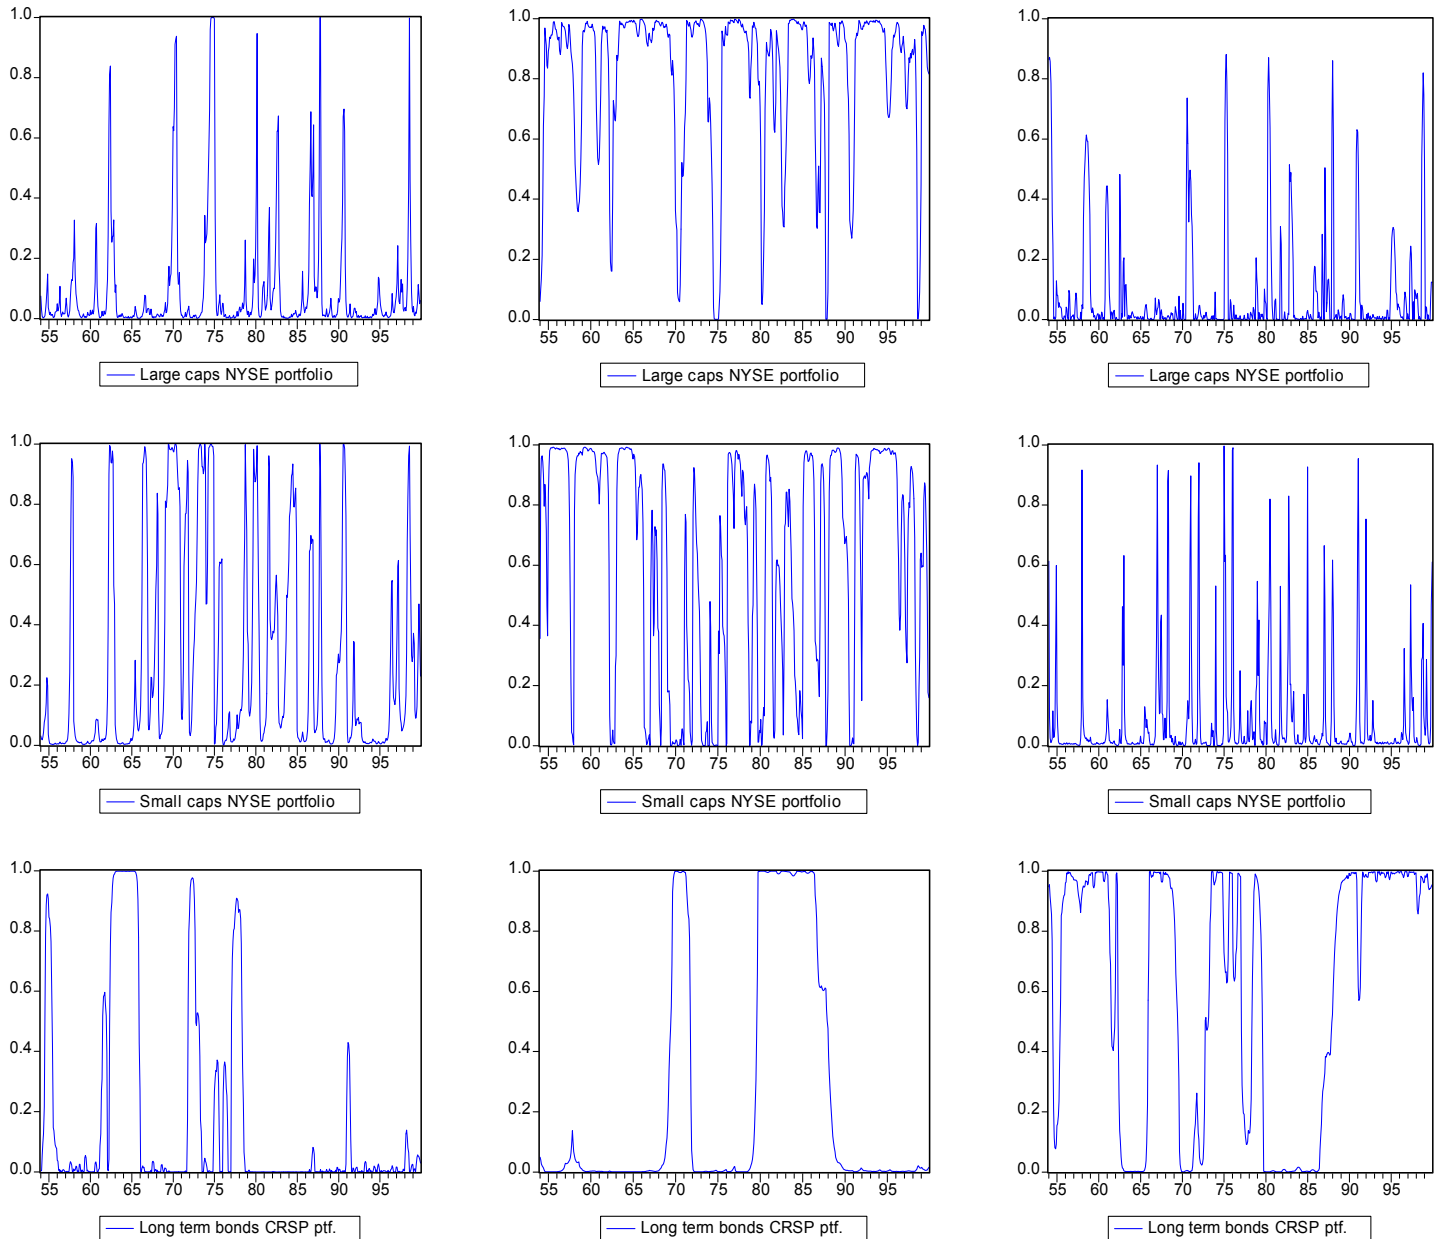 1.0 1.0 1.0
0.8 0.8 0.8
0.6 0.6 0.6
0.4 0.4 0.4
0.2 0.2 0.2
0.0 0.0 0.0
55 60 65 70 75 80 85 90 95 55 60 65 70 75 80 85 90 95 55 60 65 70 75 80 85 90 95
Large caps NYSE portfolio Large caps NYSE portfolio Large caps NYSE portfolio
1.0 1.0 1.0
0.8 0.8 0.8
0.6 0.6 0.6
0.4 0.4 0.4
0.2 0.2 0.2
0.0 0.0 0.0
55 60 65 70 75 80 85 90 95 55 60 65 70 75 80 85 90 95 55 60 65 70 75 80 85 90 95
Small caps NYSE portfolio Small caps NYSE portfolio Small caps NYSE portfolio
1.0 1.0 1.0
0.8 0.8 0.8
0.6 0.6 0.6
0.4 0.4 0.4
0.2 0.2 0.2
0.0 0.0 0.0
55 60 65 70 75 80 85 90 95 55 60 65 70 75 80 85 90 95 55 60 65 70 75 80 85 90 95
Long term bonds CRSP ptf. Long term bonds CRSP ptf. Long term bonds CRSP ptf.